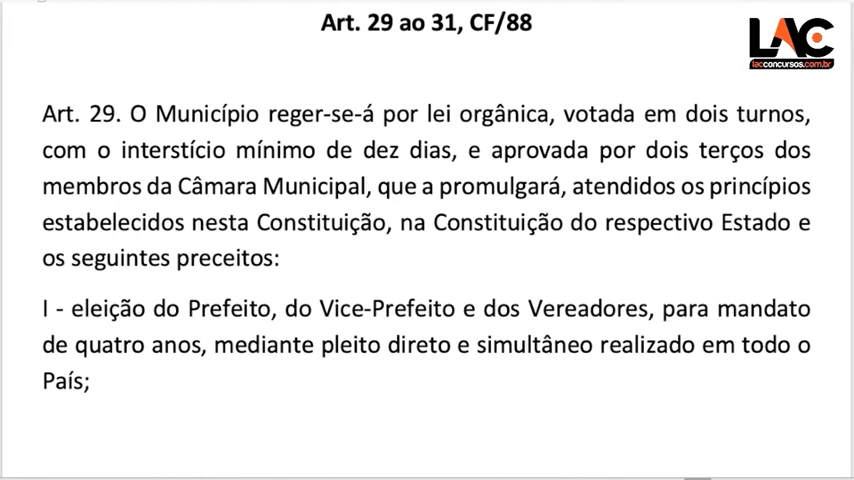 Art. 29 ao 31, CF/88
LAC
lacconcursos.com.br
Art. 29. O Município reger-se-á por lei orgânica, votada em dois turnos,
com o interstício mínimo de dez dias, e aprovada por dois terços dos
membros da Câmara Municipal, que a promulgará, atendidos os princípios
estabelecidos nesta Constituição, na Constituição do respectivo Estado e
os seguintes preceitos:
I - eleição do Prefeito, do Vice-Prefeito e dos Vereadores, para mandato
de quatro anos, mediante pleito direto e simultâneo realizado em todo o
País;